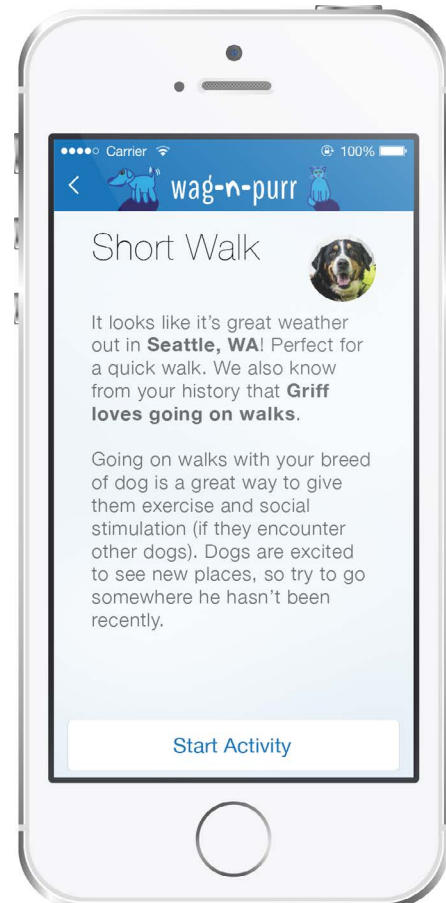 Carrier 100%
wag-n-purr
Short Walk
It looks like it’s great weather
out in Seattle, WA! Perfect for
a quick walk. We also know
from your history that Griff
loves going on walks.
Going on walks with your breed
of dog is a great way to give
them exercise and social
stimulation (if they encounter
other dogs). Dogs are excited
to see new places, so try to go
somewhere he hasn’t been
recently.
Start Activity